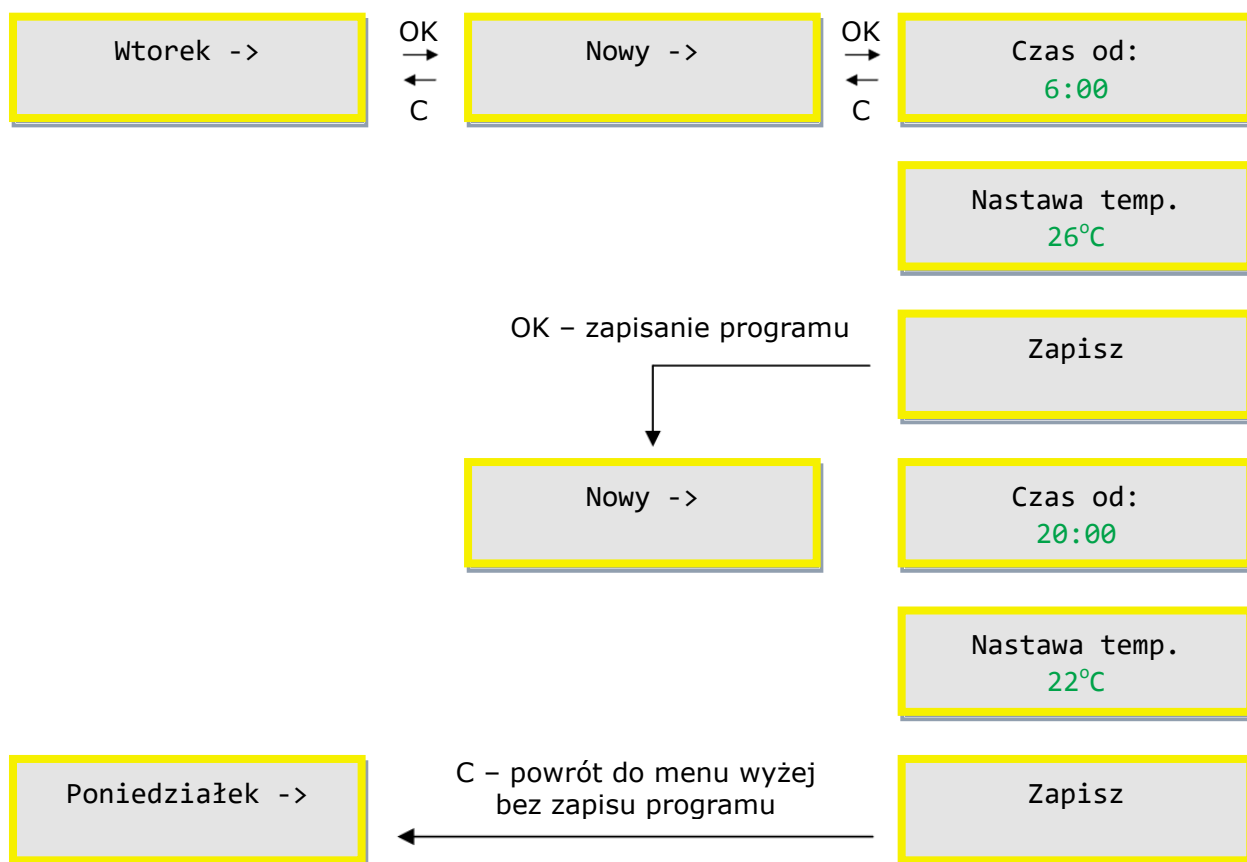 Wtorek ->
OK
C
Nowy ->
OK
C
Czas od:
6:00
Nastawa temp.
26°C
OK – zapisanie programu
Zapisz
Nowy ->
Czas od:
20:00
Nastawa temp.
22°C
Poniedziałek ->
C – powrót do menu wyżej
bez zapisu programu
Zapisz